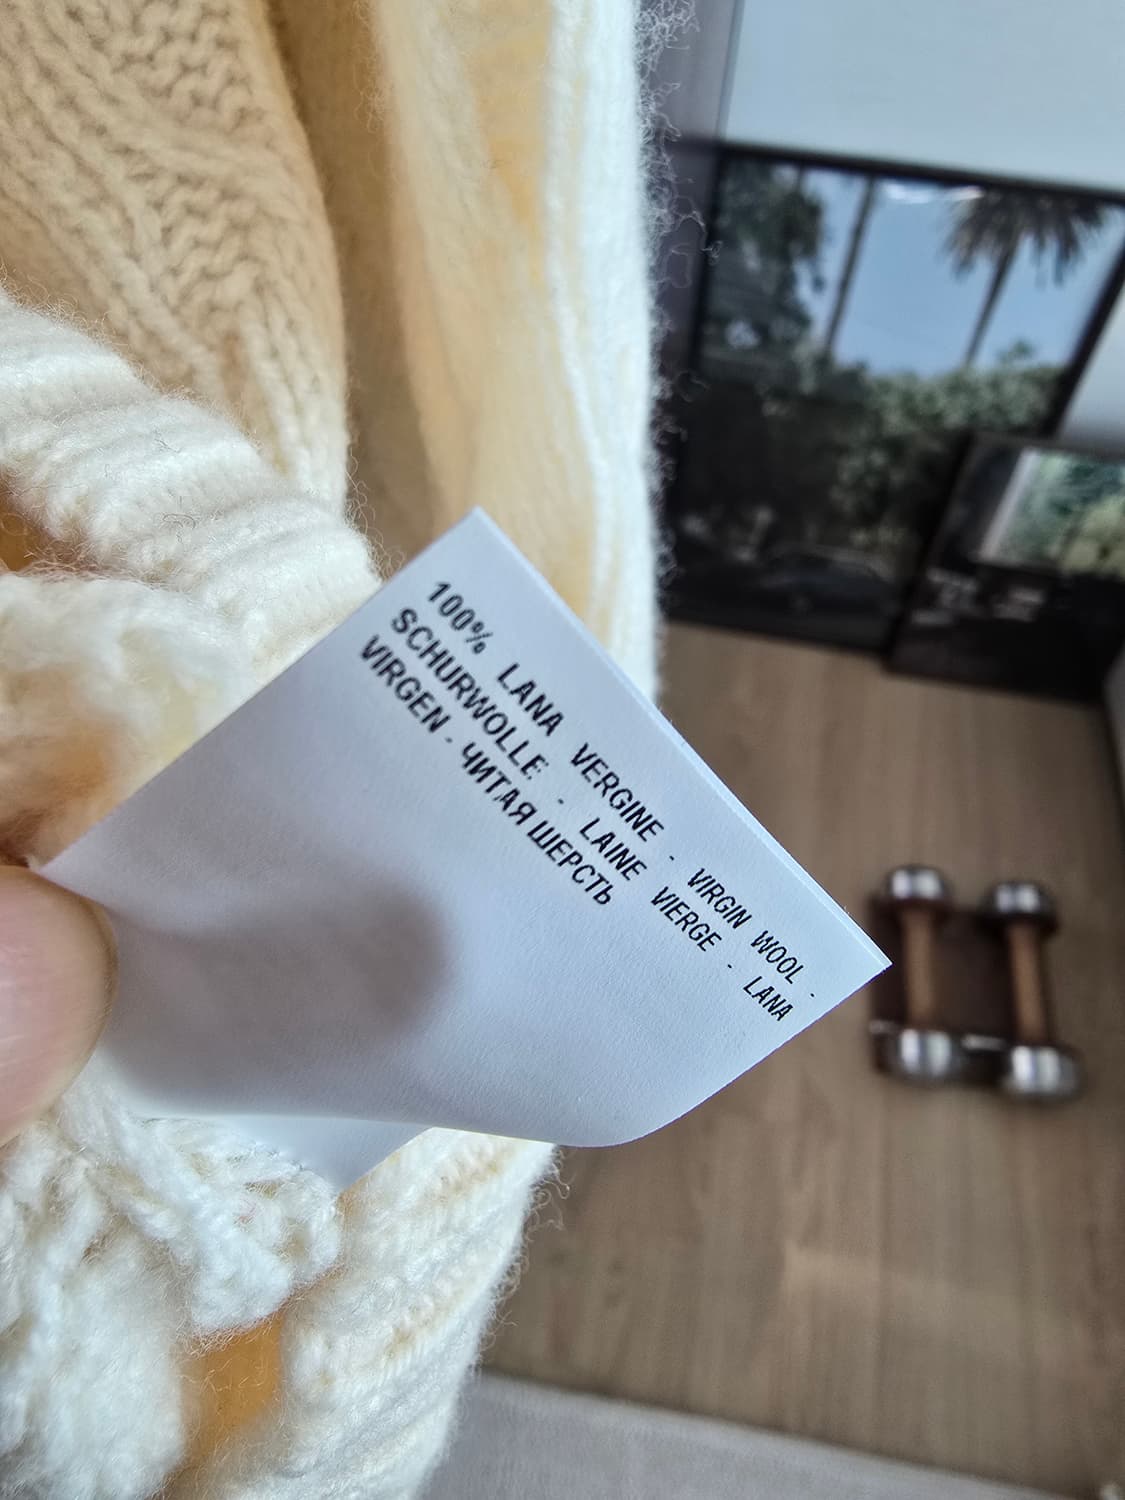 100% LANA VERGINE - VIRGIN WOOL -
SCHURWOLLE - LAINE VIERGE - LANA
VIRGEN - ЧИТАЯ ШЕРСТЬ